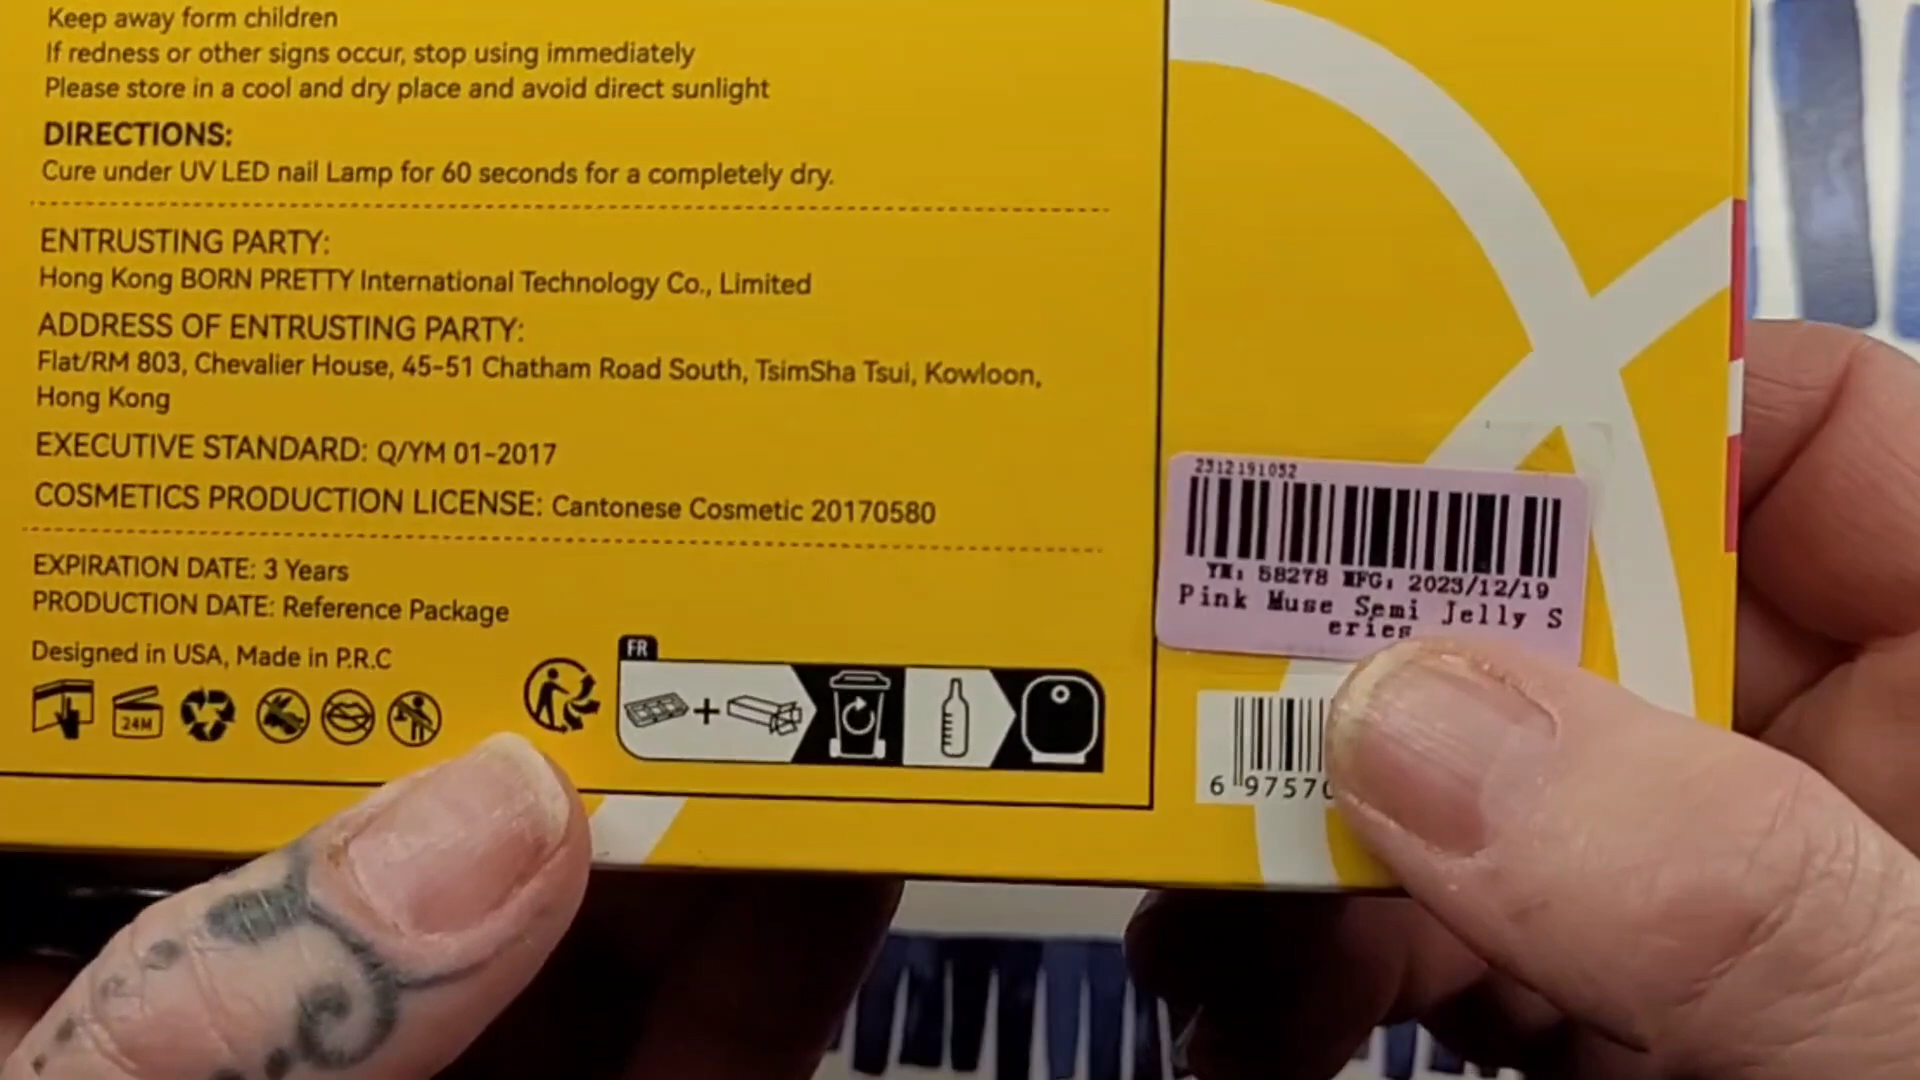 Keep away form children
If redness or other signs occur, stop using immediately
Please store in a cool and dry place and avoid direct sunlight
DIRECTIONS:
Cure under UV LED nail Lamp for 60 seconds for a completely dry.
ENTRUSTING PARTY:
Hong Kong BORN PRETTY International Technology Co., Limited
ADDRESS OF ENTRUSTING PARTY:
Flat/RM 803, Chevalier House, 45-51 Chatham Road South, TsimSha Tsui, Kowloon,
Hong Kong
EXECUTIVE STANDARD: Q/YM 01-2017
COSMETICS PRODUCTION LICENSE: Cantonese Cosmetic 20170580
EXPIRATION DATE: 3 Years
PRODUCTION DATE: Reference Package
Designed in USA, Made in P.R.C
24M
FR
2312191052
YM: 58278 MFG: 2023/12/19
Pink Muse Semi Jelly S
eries
6 97570